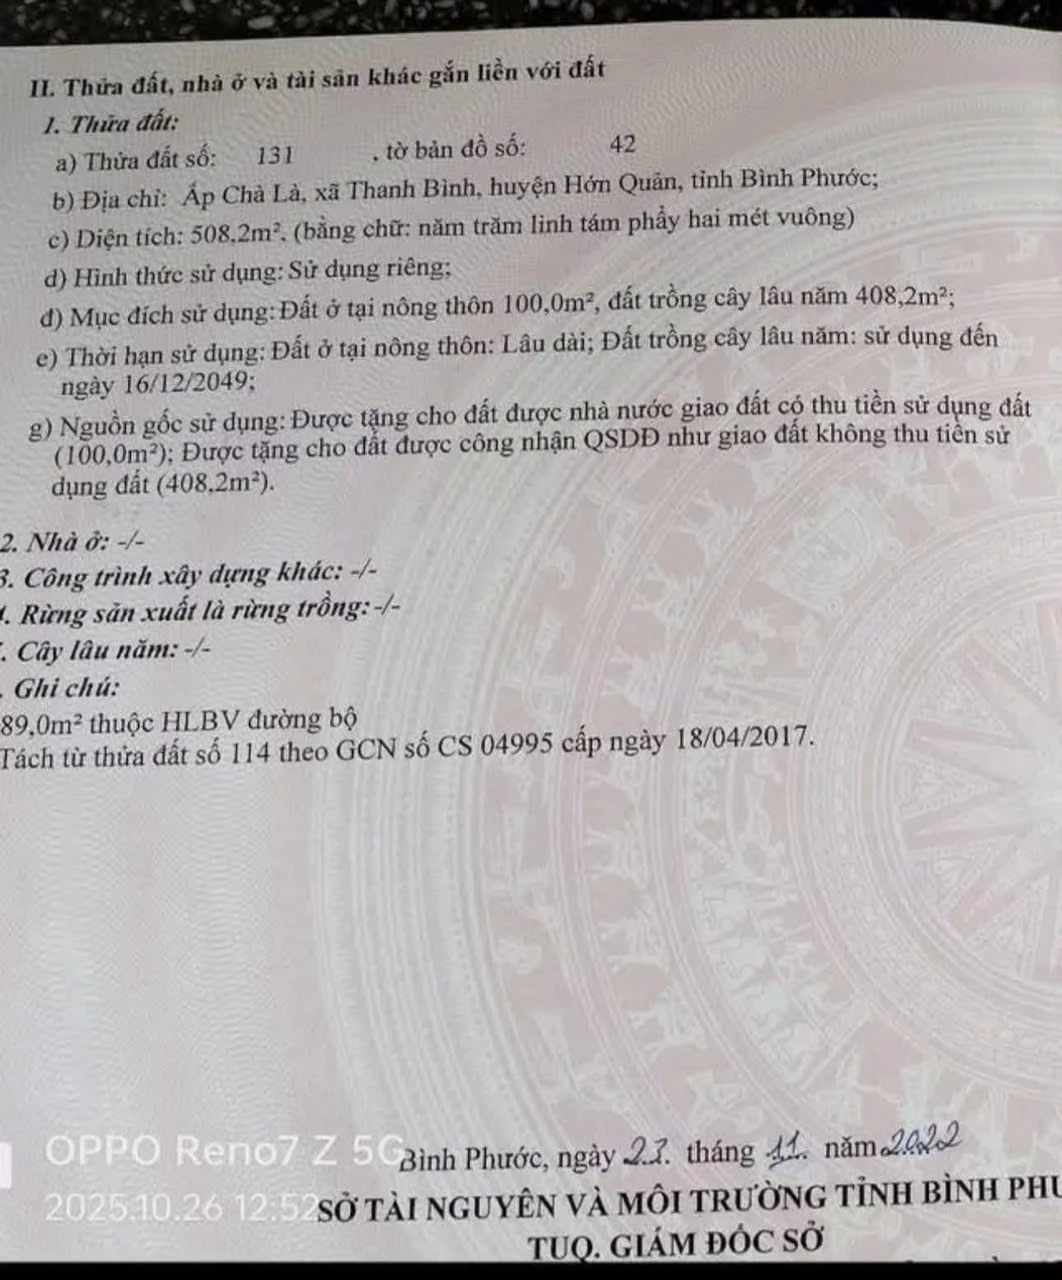 II. Thửa đất, nhà ở và tài sản khác gắn liền với đất
1. Thửa đất:
a) Thửa đất số: 131 , tờ bản đồ số: 42
b) Địa chỉ: Ấp Chà Là, xã Thanh Bình, huyện Hớn Quản, tỉnh Bình Phước;
c) Diện tích: 508,2m², (bằng chữ: năm trăm linh tám phẩy hai mét vuông)
d) Hình thức sử dụng: Sử dụng riêng;
đ) Mục đích sử dụng: Đất ở tại nông thôn 100,0m², đất trồng cây lâu năm 408,2m²;
e) Thời hạn sử dụng: Đất ở tại nông thôn: Lâu dài; Đất trồng cây lâu năm: sử dụng đến
ngày 16/12/2049;
g) Nguồn gốc sử dụng: Được tặng cho đất được nhà nước giao đất có thu tiền sử dụng đất
(100,0m²); Được tặng cho đất được công nhận QSDĐ như giao đất không thu tiền sử
dụng đất (408,2m²).
2. Nhà ở: -/-
3. Công trình xây dựng khác: -/-
. Rừng sản xuất là rừng trồng: -/-
. Cây lâu năm: -/-
. Ghi chú:
89,0m² thuộc HLBV đường bộ
Tách từ thửa đất số 114 theo GCN số CS 04995 cấp ngày 18/04/2017.
OPPO Reno7 Z 5G
2025.10.26 12:52
Bình Phước, ngày 23. tháng 11. năm 2022
SỞ TÀI NGUYÊN VÀ MÔI TRƯỜNG TỈNH BÌNH PHƯ
TUQ. GIÁM ĐỐC SỞ